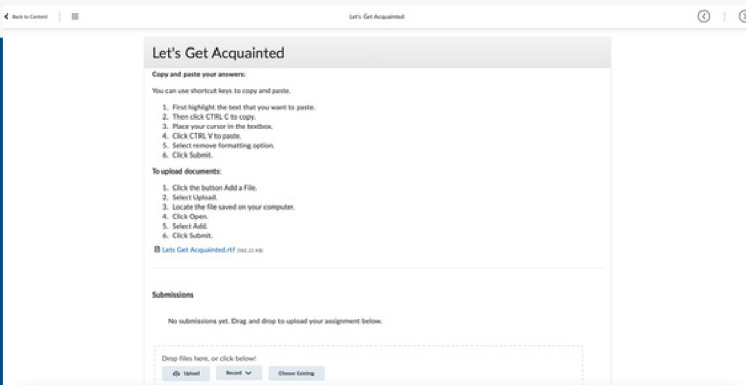 Back to Content
Let's Get Acquainted
Let's Get Acquainted
Copy and paste your answers:
You can use shortcut keys to copy and paste.
1. First highlight the text that you want to paste.
2. Then click CTRL C to copy.
3. Place your cursor in the textbox.
4. Click CTRL V to paste.
5. Select remove formatting option.
6. Click Submit.
To upload documents:
1. Click the button Add a File.
2. Select Upload.
3. Locate the file saved on your computer.
4. Click Open.
5. Select Add.
6. Click Submit.
Lets Get Acquainted.rtf (582.21 KB)
Submissions
No submissions yet. Drag and drop to upload your assignment below.
Drop files here, or click below!
Upload Record Choose Existing